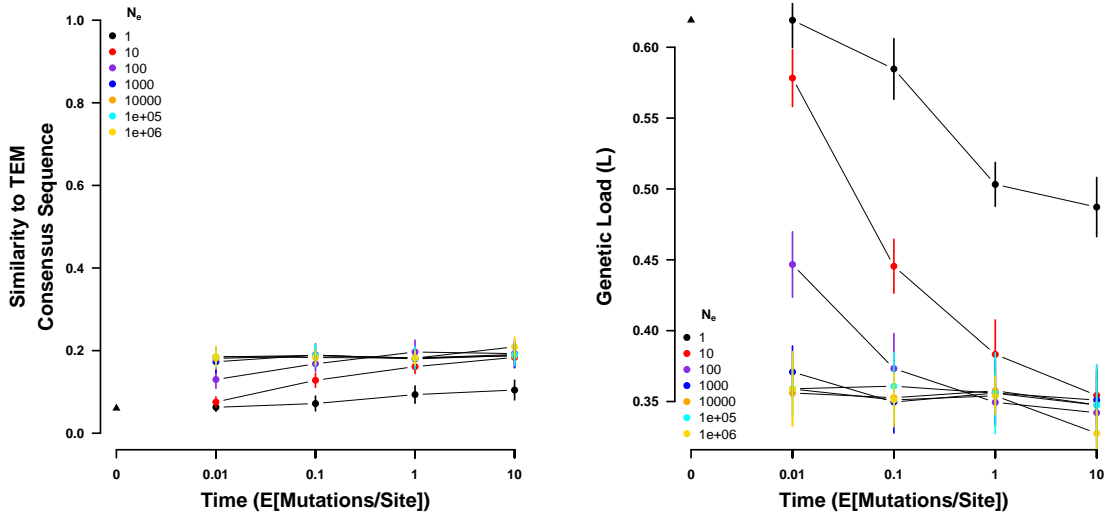 Nₑ
1
10
100
1000
10000
1e+05
1e+06
Similarity to TEM
Consensus Sequence
1.0
0.8
0.6
0.4
0.2
0.0
0 0.01 0.1 1 10
Time (E[Mutations/Site])
Genetic Load (L)
0.60
0.55
0.50
0.45
0.40
0.35
Nₑ
1
10
100
1000
10000
1e+05
1e+06
0 0.01 0.1 1 10
Time (E[Mutations/Site])